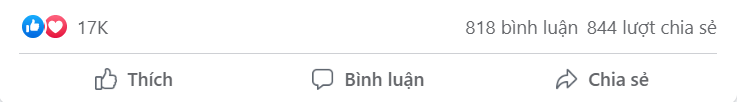 17K 818 bình luận 844 lượt chia sẻ
Thích Bình luận Chia sẻ